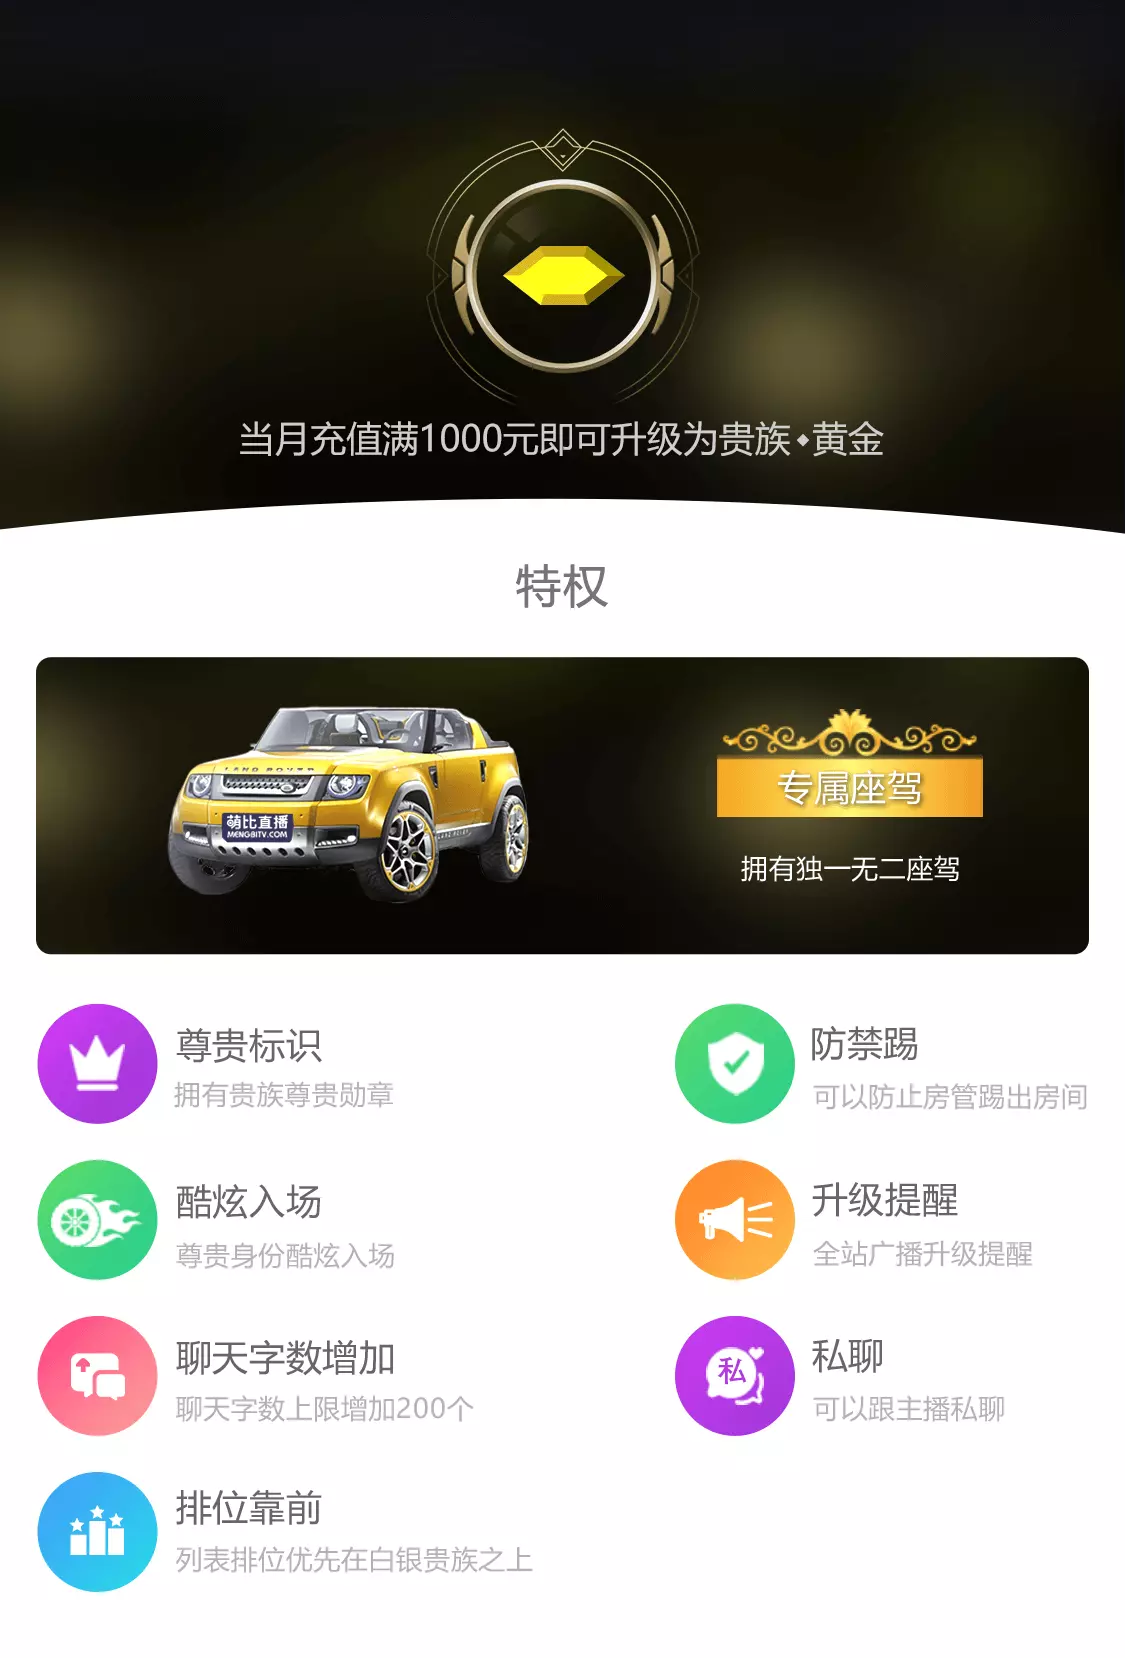 当月充值满1000元即可升级为贵族◆黄金
特权
LAND ROVER
萌比直播
MENGBITV.COM
LAND ROVER
专属座驾
拥有独一无二座驾
尊贵标识
拥有贵族尊贵勋章
防禁踢
可以防止房管踢出房间
酷炫入场
尊贵身份酷炫入场
升级提醒
全站广播升级提醒
聊天字数增加
聊天字数上限增加200个
私
私聊
可以跟主播私聊
排位靠前
列表排位优先在白银贵族之上